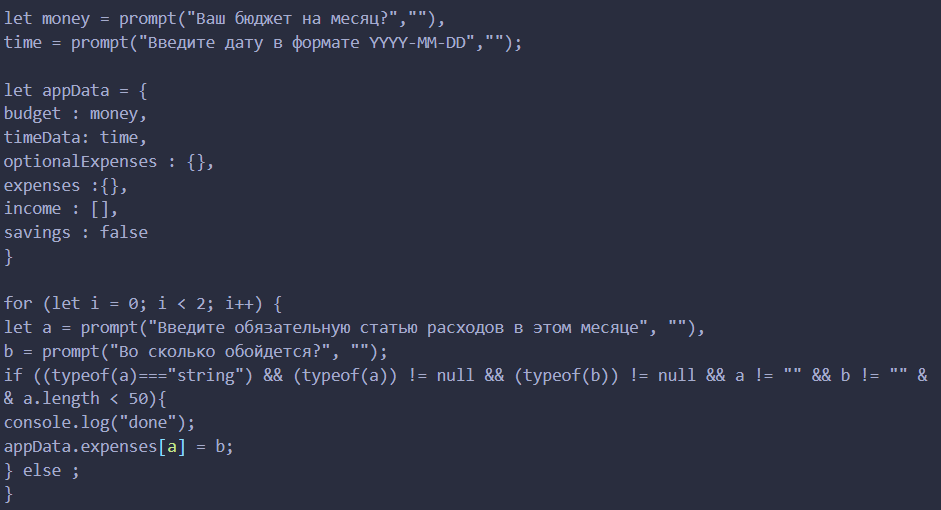 let money = prompt("Ваш бюджет на месяц?",""),
time = prompt("Введите дату в формате YYYY-MM-DD","");
let appData = {
budget : money,
timeData: time,
optionalExpenses : {},
expenses :{},
income : [],
savings : false
}
for (let i = 0; i < 2; i++) {
let a = prompt("Введите обязательную статью расходов в этом месяце", ""),
b = prompt("Во сколько обойдется?", "");
if ((typeof(a)==="string") && (typeof(a)) != null && (typeof(b)) != null && a != "" && b != "" &
& a.length < 50){
console.log("done");
appData.expenses[a] = b;
} else ;
}